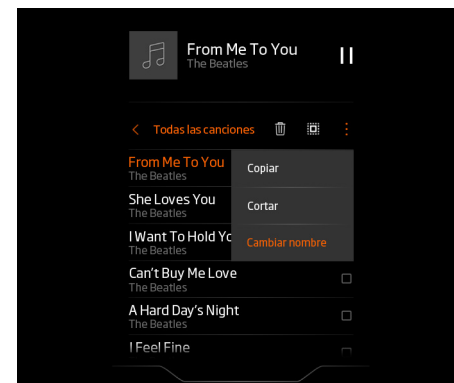 From Me To You
The Beatles
Todas las canciones
From Me To You
The Beatles
Copiar
She Loves You
The Beatles
Cortar
I Want To Hold Yo
The Beatles
Cambiar nombre
Can't Buy Me Love
The Beatles
A Hard Day's Night
The Beatles
I Feel Fine